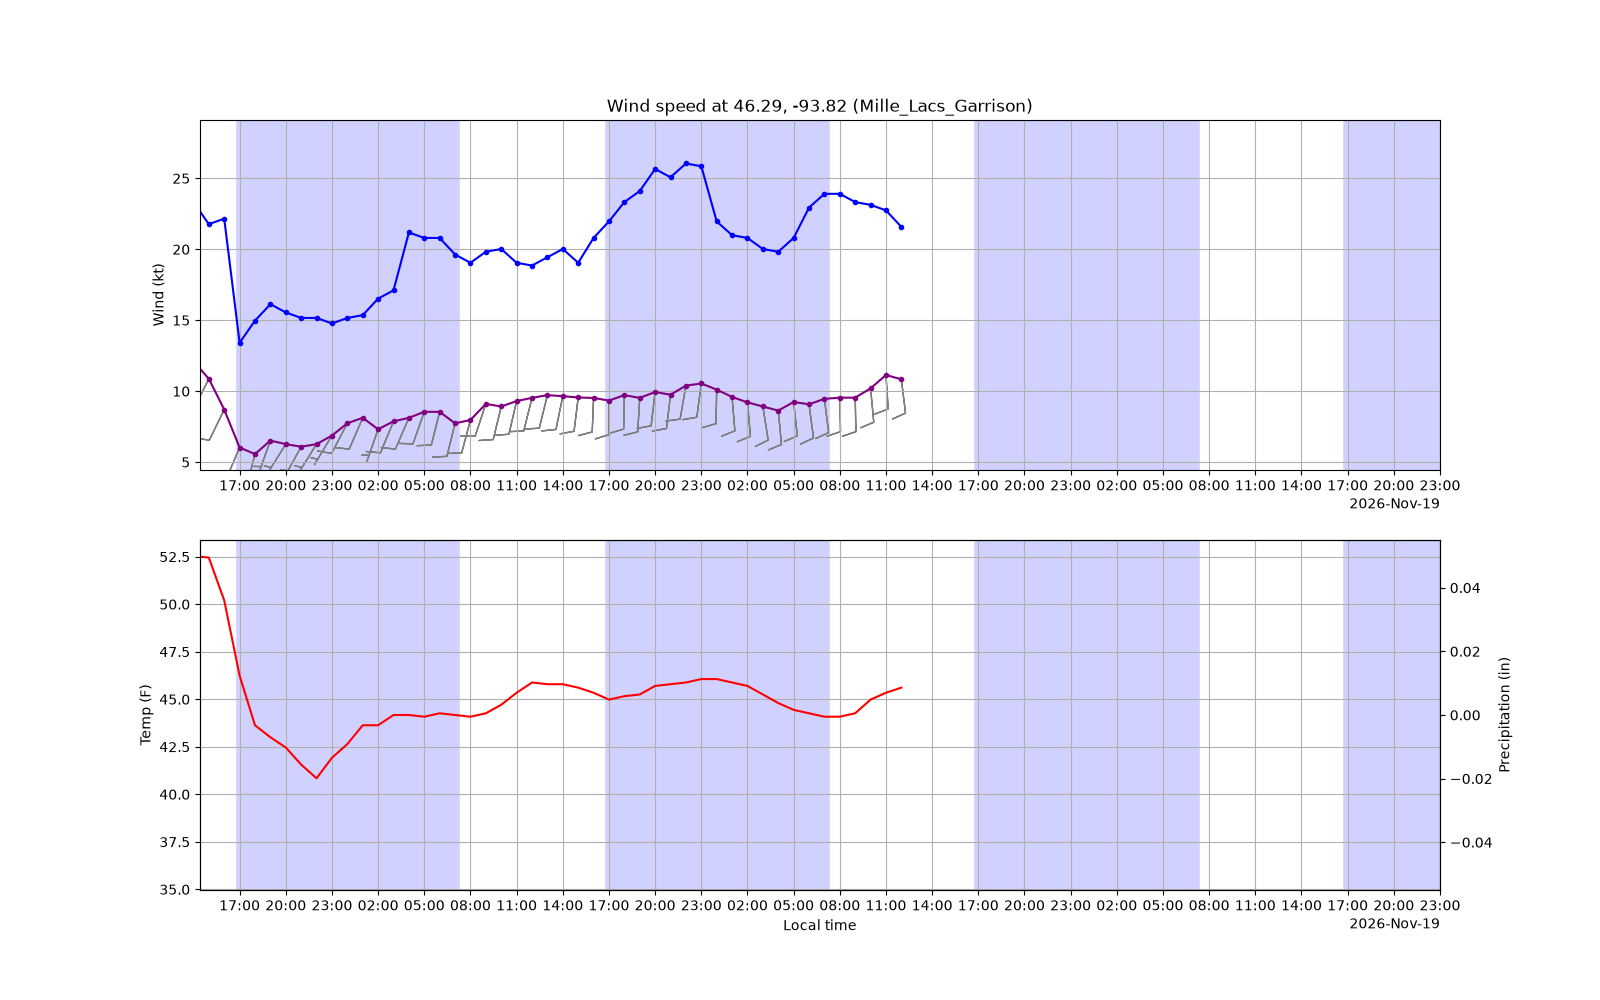 Wind speed at 46.29, -93.82 (Mille_Lacs_Garrison)
Wind (kt)
25
20
15
10
5
17:00 20:00 23:00 02:00 05:00 08:00 11:00 14:00 17:00 20:00 23:00 02:00 05:00 08:00 11:00 14:00 17:00 20:00 23:00 02:00 05:00 08:00 11:00 14:00 17:00 20:00 23:00
2026-Nov-19
Temp (F)
52.5
50.0
47.5
45.0
42.5
40.0
37.5
35.0
0.04
0.02
0.00
−0.02
−0.04
Precipitation (in)
17:00 20:00 23:00 02:00 05:00 08:00 11:00 14:00 17:00 20:00 23:00 02:00 05:00 08:00 11:00 14:00 17:00 20:00 23:00 02:00 05:00 08:00 11:00 14:00 17:00 20:00 23:00
Local time
2026-Nov-19